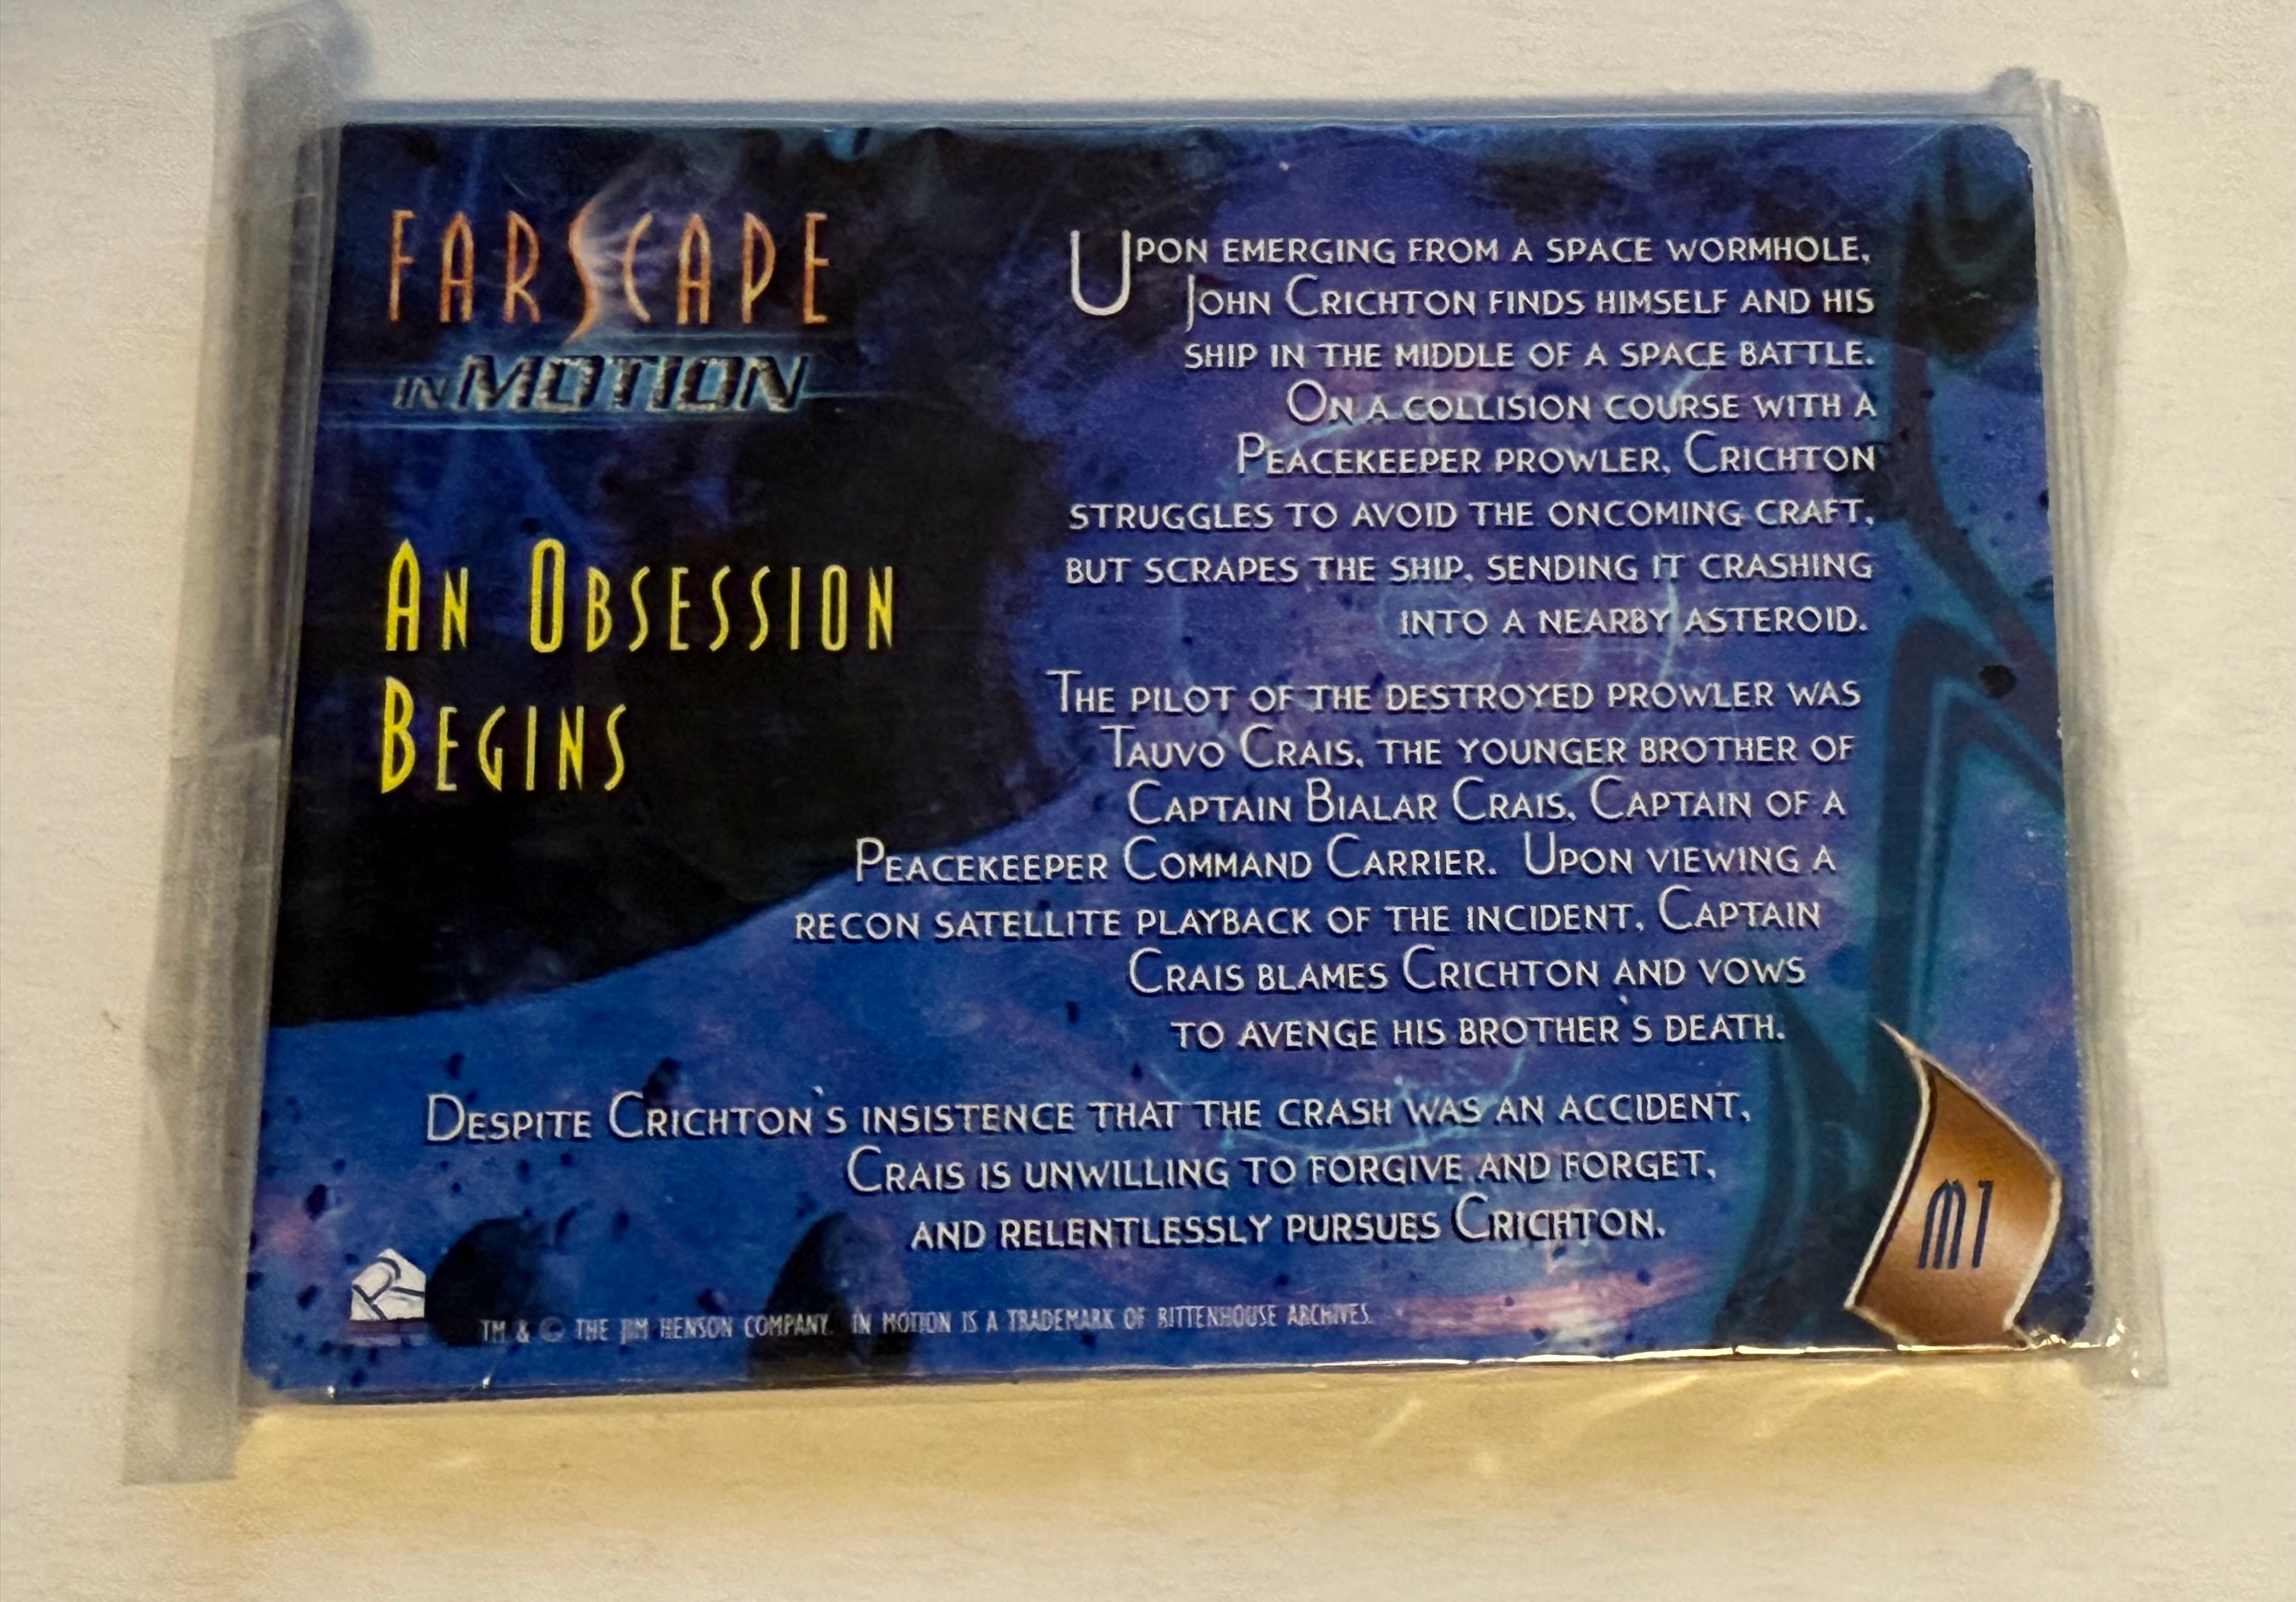 FARSCAPE
IN MOTION
AN OBSESSION
BEGINS
UPON EMERGING FROM A SPACE WORMHOLE,
JOHN CRICHTON FINDS HIMSELF AND HIS
SHIP IN THE MIDDLE OF A SPACE BATTLE.
ON A COLLISION COURSE WITH A
PEACEKEEPER PROWLER, CRICHTON
STRUGGLES TO AVOID THE ONCOMING CRAFT,
BUT SCRAPES THE SHIP, SENDING IT CRASHING
INTO A NEARBY ASTEROID.
THE PILOT OF THE DESTROYED PROWLER WAS
TAUVO CRAIS, THE YOUNGER BROTHER OF
CAPTAIN BIALAR CRAIS, CAPTAIN OF A
PEACEKEEPER COMMAND CARRIER. UPON VIEWING A
RECON SATELLITE PLAYBACK OF THE INCIDENT, CAPTAIN
CRAIS BLAMES CRICHTON AND VOWS
TO AVENGE HIS BROTHER'S DEATH.
DESPITE CRICHTON'S INSISTENCE THAT THE CRASH WAS AN ACCIDENT,
CRAIS IS UNWILLING TO FORGIVE AND FORGET,
AND RELENTLESSLY PURSUES CRICHTON.
M1
TM & © THE JIM HENSON COMPANY. IN MOTION IS A TRADEMARK OF RITTENHOUSE ARCHIVES.